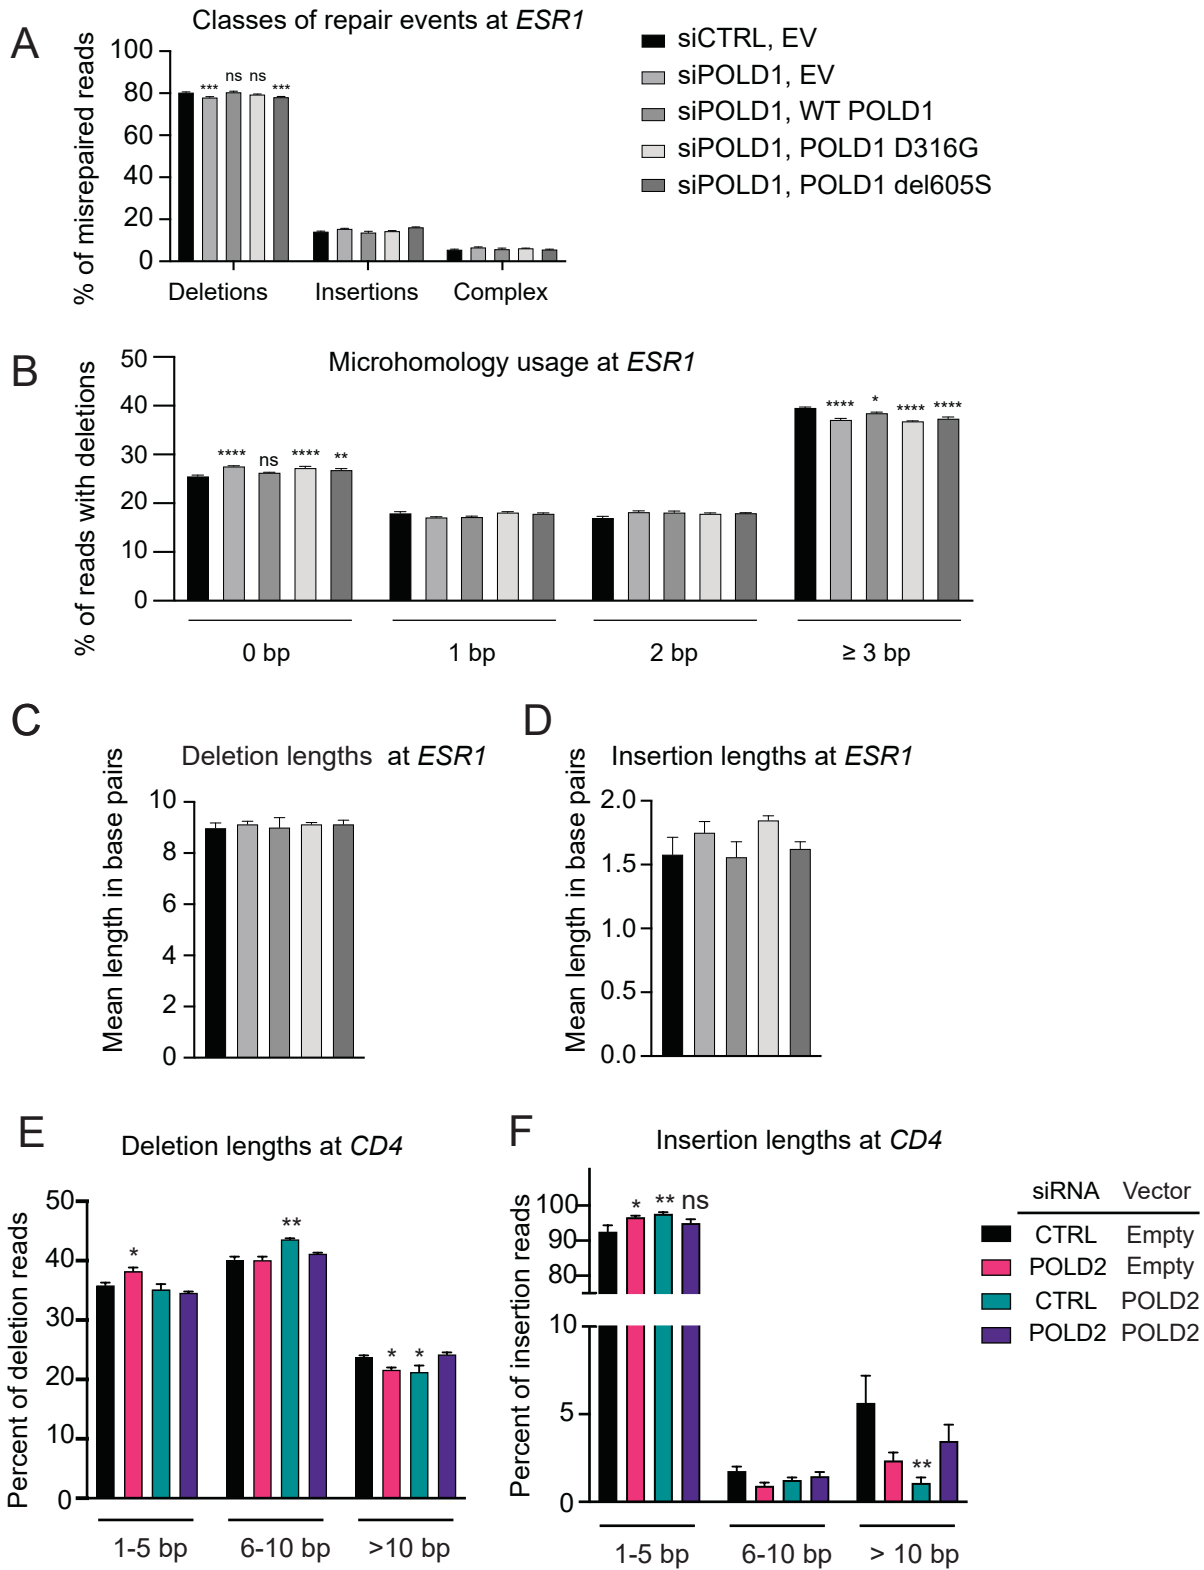 A
Classes of repair events at ESR1
% of misrepaired reads
100
80
60
40
20
0
*** ns ns ***
Deletions Insertions Complex
siCTRL, EV
siPOLD1, EV
siPOLD1, WT POLD1
siPOLD1, POLD1 D316G
siPOLD1, POLD1 del605S
B
Microhomology usage at ESR1
% of reads with deletions
50
40
30
20
10
0
**** ns **** **
**** * **** ****
0 bp 1 bp 2 bp ≥ 3 bp
C
Deletion lengths at ESR1
Mean length in base pairs
10
8
6
4
2
0
D
Insertion lengths at ESR1
Mean length in base pairs
2.0
1.5
1.0
0.5
0.0
E
Deletion lengths at CD4
Percent of deletion reads
50
40
30
20
10
0
*
**
* *
1-5 bp 6-10 bp >10 bp
F
Insertion lengths at CD4
Percent of insertion reads
100
90
80
10
5
0
* ** ns
**
1-5 bp 6-10 bp > 10 bp
siRNA Vector
CTRL Empty
POLD2 Empty
CTRL POLD2
POLD2 POLD2